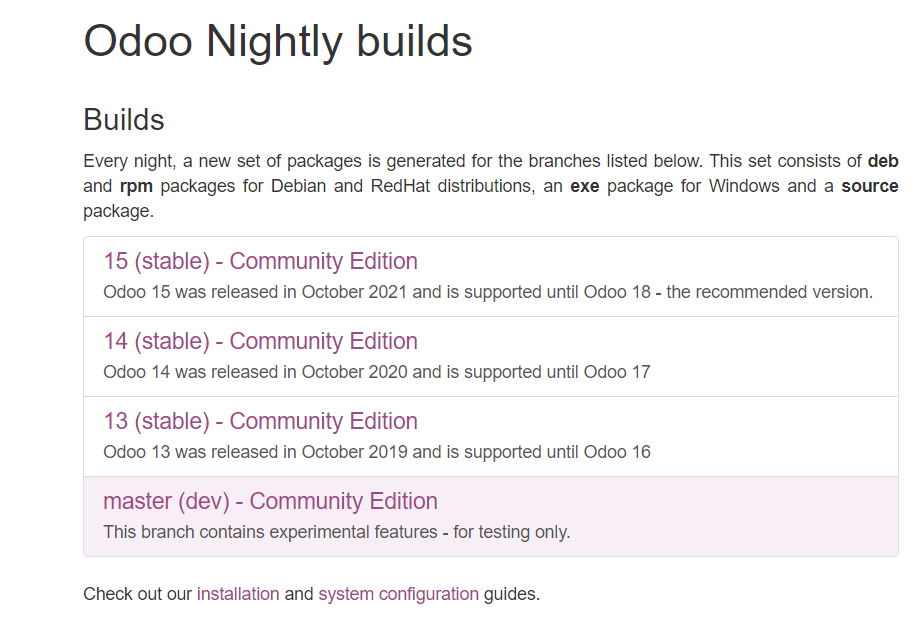 Odoo Nightly builds
Builds
Every night, a new set of packages is generated for the branches listed below. This set consists of deb
and rpm packages for Debian and RedHat distributions, an exe package for Windows and a source
package.
15 (stable) - Community Edition
Odoo 15 was released in October 2021 and is supported until Odoo 18 - the recommended version.
14 (stable) - Community Edition
Odoo 14 was released in October 2020 and is supported until Odoo 17
13 (stable) - Community Edition
Odoo 13 was released in October 2019 and is supported until Odoo 16
master (dev) - Community Edition
This branch contains experimental features - for testing only.
Check out our installation and system configuration guides.